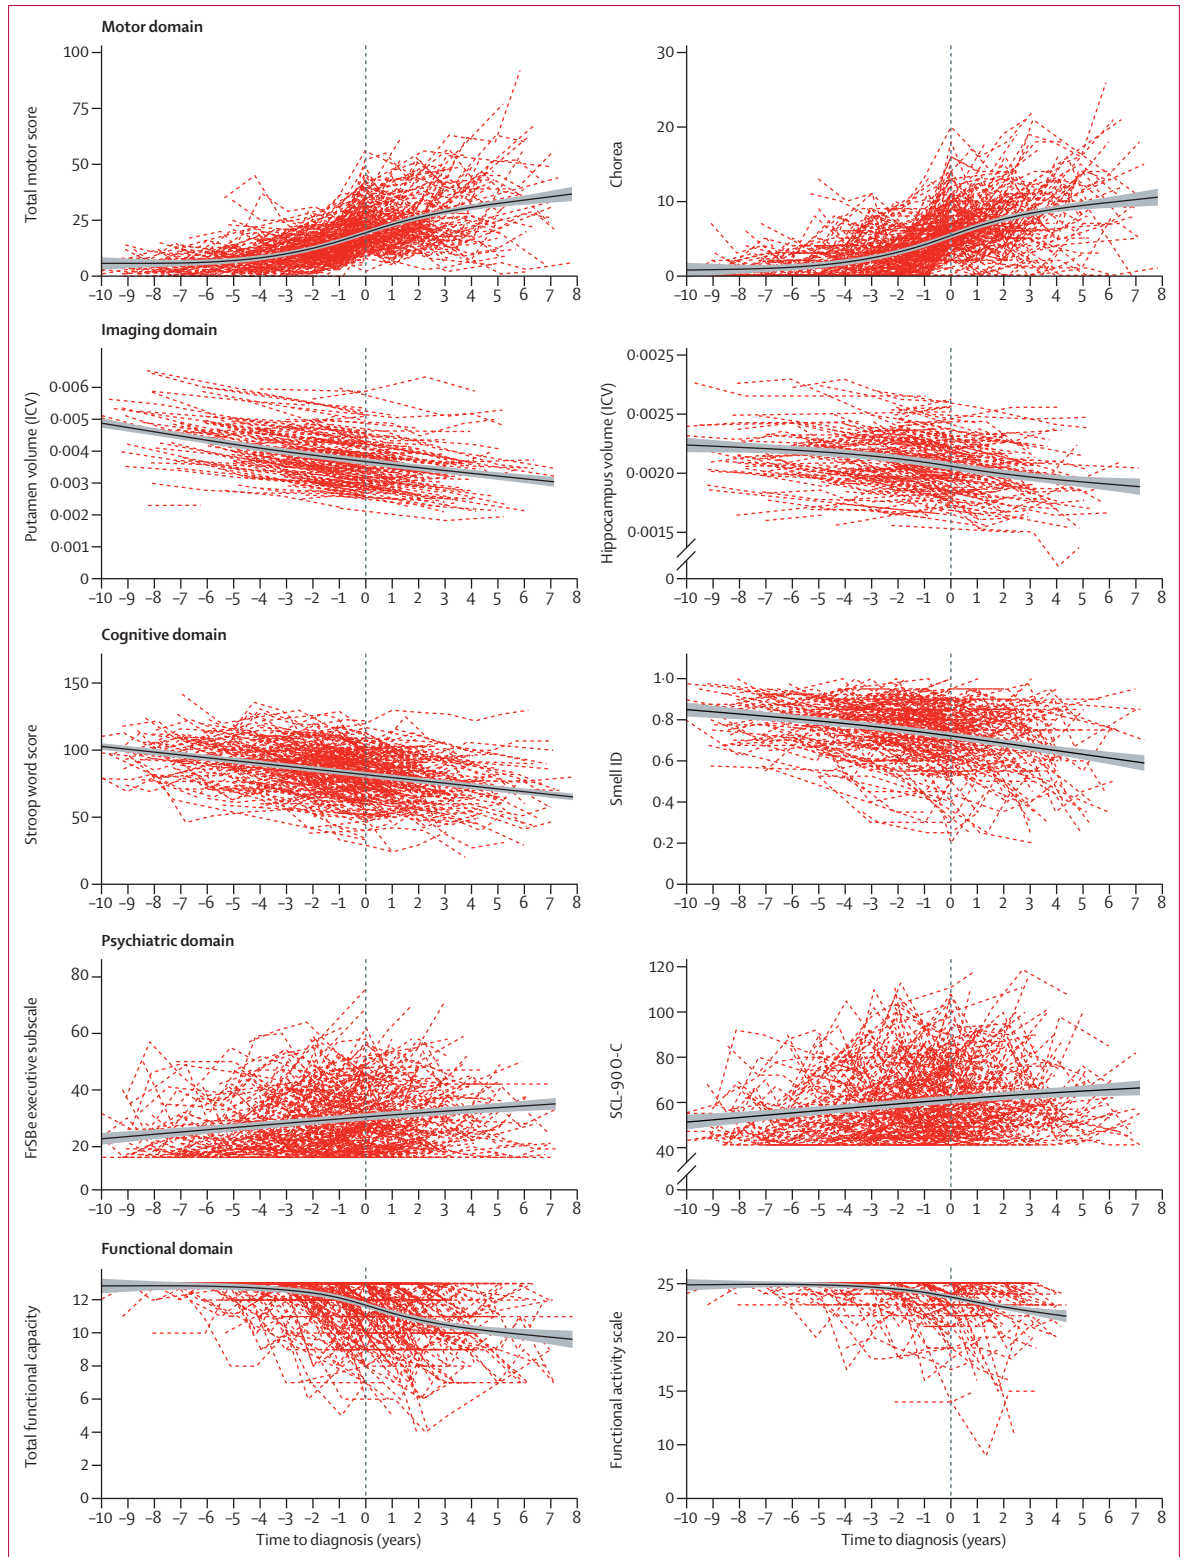 Motor domain
Total motor score
100
75
50
25
0
–10 –9 –8 –7 –6 –5 –4 –3 –2 –1 0 1 2 3 4 5 6 7 8
Chorea
30
20
10
0
–10 –9 –8 –7 –6 –5 –4 –3 –2 –1 0 1 2 3 4 5 6 7 8
Imaging domain
Putamen volume (ICV)
0·006
0·005
0·004
0·003
0·002
0·001
0
–10 –9 –8 –7 –6 –5 –4 –3 –2 –1 0 1 2 3 4 5 6 7 8
Hippocampus volume (ICV)
0·0025
0·0025
0·0020
0·0015
0
–10 –9 –8 –7 –6 –5 –4 –3 –2 –1 0 1 2 3 4 5 6 7 8
Cognitive domain
Stroop word score
150
100
50
0
–10 –9 –8 –7 –6 –5 –4 –3 –2 –1 0 1 2 3 4 5 6 7 8
Smell ID
1·0
0·8
0·6
0·4
0·2
0
–10 –9 –8 –7 –6 –5 –4 –3 –2 –1 0 1 2 3 4 5 6 7 8
Psychiatric domain
FrSBe executive subscale
80
60
40
20
0
–10 –9 –8 –7 –6 –5 –4 –3 –2 –1 0 1 2 3 4 5 6 7 8
SCL-90 O-C
120
100
80
60
40
0
–10 –9 –8 –7 –6 –5 –4 –3 –2 –1 0 1 2 3 4 5 6 7 8
Functional domain
Total functional capacity
12
10
8
6
4
2
0
–10 –9 –8 –7 –6 –5 –4 –3 –2 –1 0 1 2 3 4 5 6 7 8
Time to diagnosis (years)
Functional activity scale
25
20
15
10
0
–10 –9 –8 –7 –6 –5 –4 –3 –2 –1 0 1 2 3 4 5 6 7 8
Time to diagnosis (years)